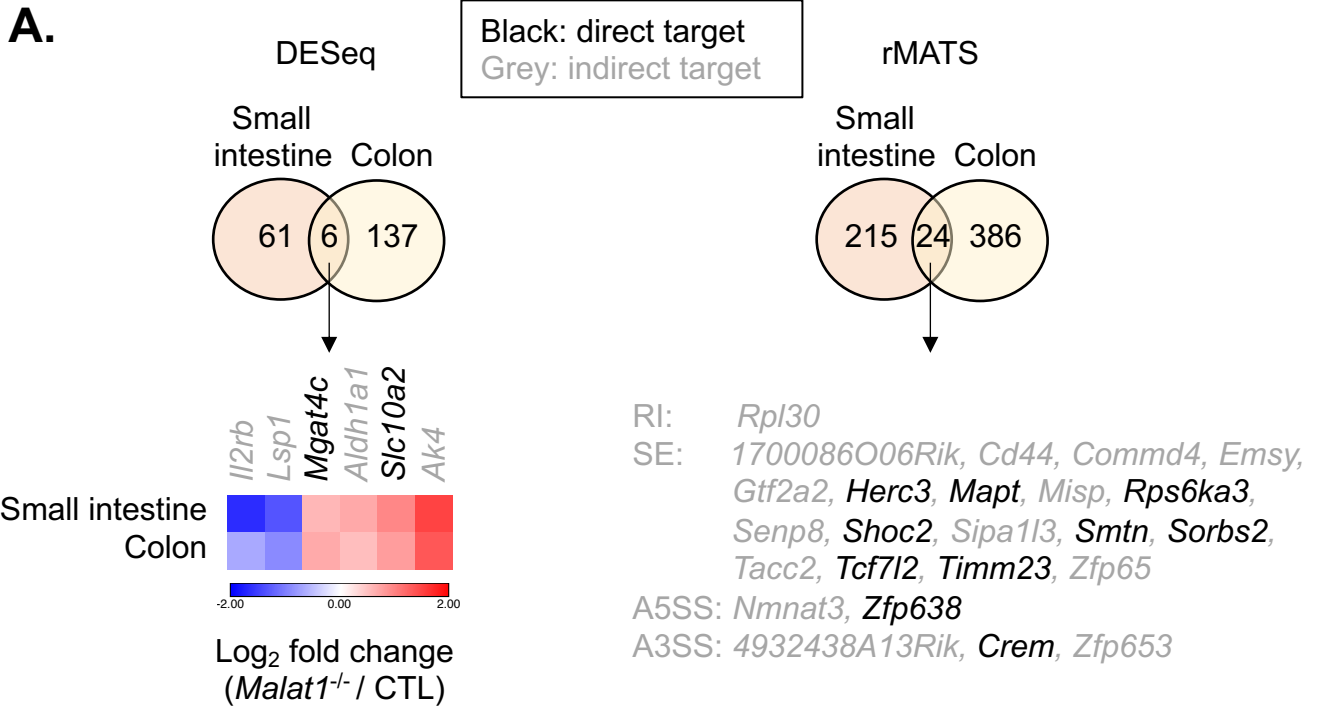 A.
Black: direct target
Grey: indirect target
DESeq
Small
intestine Colon
61 6 137
Il2rb Lsp1 Mgat4c Aldh1a1 Slc10a2 Ak4
Small intestine
Colon
-2.00 0.00 2.00
Log₂ fold change
(Malat1⁻/⁻ / CTL)
rMATS
Small
intestine Colon
215 24 386
RI: Rpl30
SE: 1700086O06Rik, Cd44, Commd4, Emsy,
Gtf2a2, Herc3, Mapt, Misp, Rps6ka3,
Senp8, Shoc2, Sipa1l3, Smtn, Sorbs2,
Tacc2, Tcf7l2, Timm23, Zfp65
A5SS: Nmnat3, Zfp638
A3SS: 4932438A13Rik, Crem, Zfp653